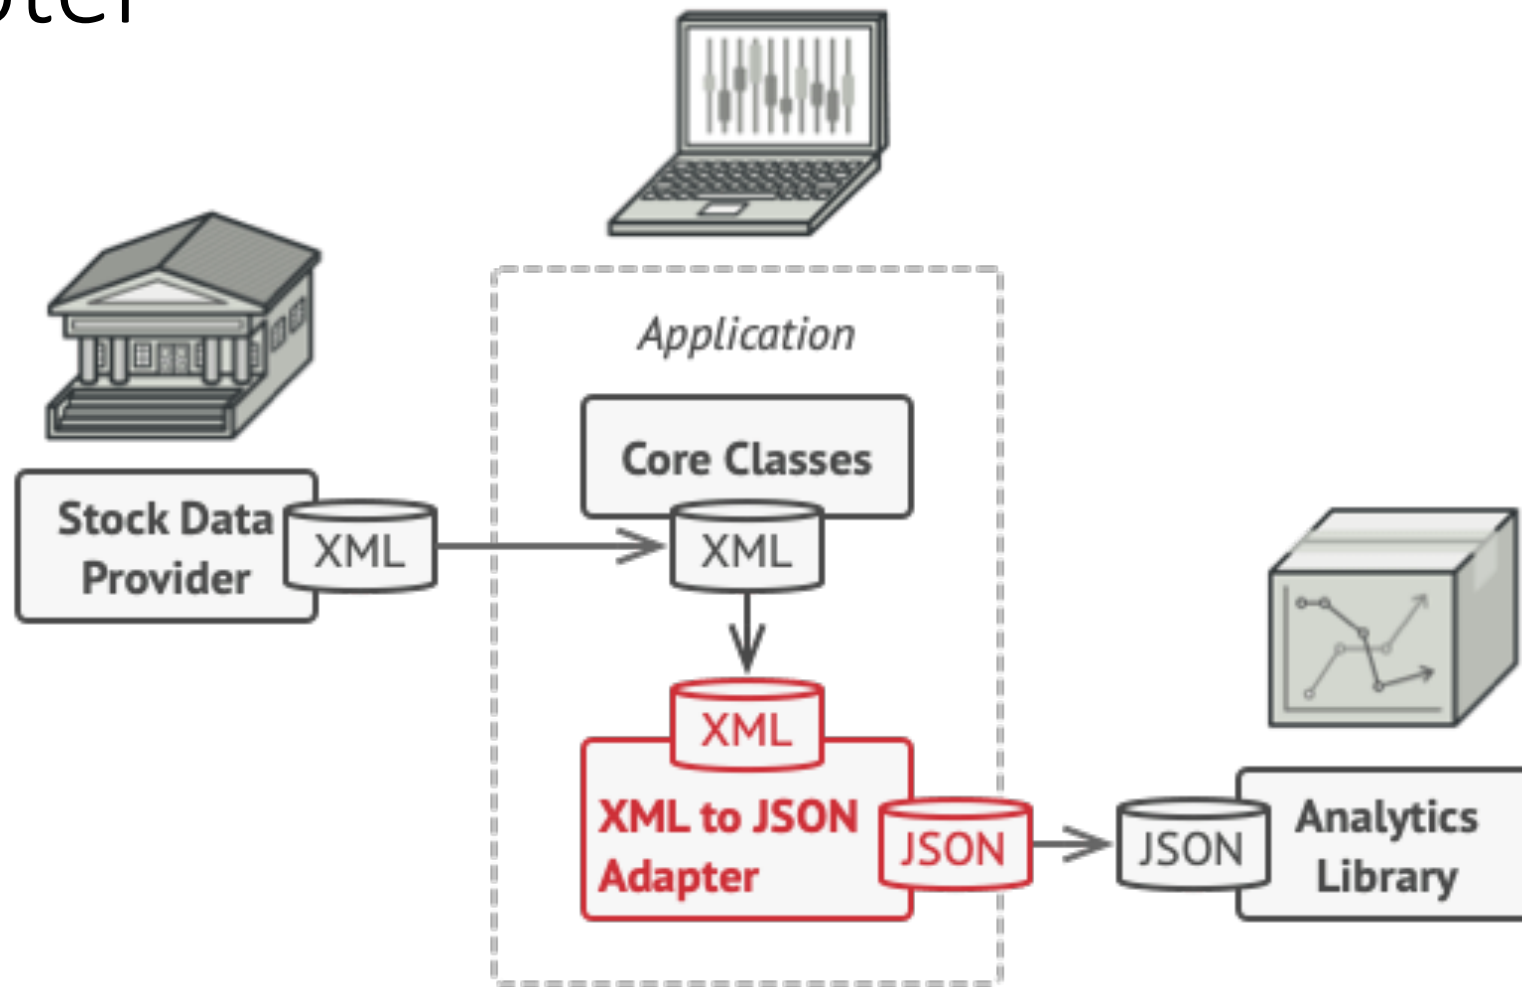 Application
Core Classes
Stock Data
Provider
XML
XML
XML
XML to JSON
Adapter
JSON
JSON
Analytics
Library